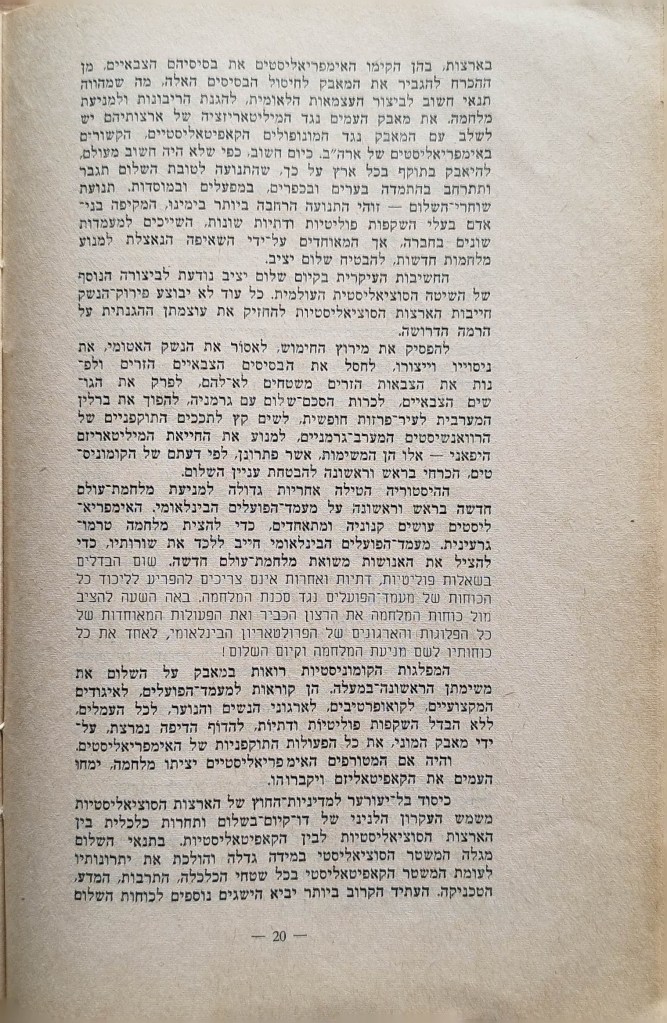 בארצות, בהן הקימו האימפריאליסטים את בסיסיהם הצבאיים, מן
ההכרח להגביר את המאבק לחיסול הבסיסים האלה, מה שמהווה
תנאי חשוב לביצור העצמאות הלאומית, להגנת הריבונות ולמניעת
מלחמה. את מאבק העמים נגד המיליטאריזציה של ארצותיהם יש
לשלב עם המאבק נגד המונופולים הקאפיטאליסטיים, הקשורים
באימפריאליסטים של ארה״ב. כיום חשוב, כפי שלא היה חשוב מעולם,
להיאבק בתוקף בכל ארץ על כך, שהתנועה לטובת השלום תגבר
ותתרחב בהתמדה בערים ובכפרים, במפעלים ובמוסדות. תנועת
שוחרי־השלום — זוהי התנועה הרחבה ביותר בימינו, המקיפה בני־
אדם בעלי השקפות פוליטיות ודתיות שונות, השייכים למעמדות
שונים בחברה, אך המאוחדים על־ידי השאיפה הנאצלת למנוע
מלחמות חדשות, להבטיח שלום יציב.
החשיבות העיקרית בקיום שלום יציב נודעת לביצורה הנוסף
של השיטה הסוציאליסטית העולמית. כל עוד לא יבוצע פירוק־הנשק
חייבות הארצות הסוציאליסטיות להחזיק את עוצמתן ההגנתית על
הרמה הדרושה.
להפסיק את מירוץ החימוש, לאסור את הנשק האטומי, את
ניסוייו וייצורו, לחסל את הבסיסים הצבאיים הזרים ולפ־
נות את הצבאות הזרים משטחים לא־להם, לפרק את הגו־
שים הצבאיים, לכרות הסכם־שלום עם גרמניה, להפוך את ברלין
המערבית לעיר־פרזות חופשית, לשים קץ לתככים התוקפניים של
הרוואנשיסטים המערב־גרמניים, למנוע את החייאת המיליטאריזם
היפאני — אלו הן המשימות, אשר פתרונן, לפי דעתם של הקומוניס־
טים, הכרחי בראש וראשונה להבטחת עניין השלום.
ההיסטוריה הטילה אחריות גדולה למניעת מלחמת־עולם
חדשה בראש וראשונה על מעמד־הפועלים הבינלאומי. האימפריא־
ליסטים עושים קנוניה ומתאחדים, כדי להצית מלחמה טרמו־
גרעינית. מעמד־הפועלים הבינלאומי חייב ללכד את שורותיו, כדי
להציל את האנושות משואת מלחמת־עולם חדשה. שום הבדלים
בשאלות פוליטיות, דתיות ואחרות אינם צריכים להפריע לליכוד כל
הכוחות של מעמד־הפועלים נגד סכנת המלחמה. באה השעה להציב
מול כוחות המלחמה את הרצון הכביר ואת הפעולות המאוחדות של
כל הפלוגות והארגונים של הפרולטאריון הבינלאומי, לאחד את כל
כוחותיו לשם מניעת המלחמה וקיום השלום!
המפלגות הקומוניסטיות רואות במאבק על השלום את
משימתן הראשונה־במעלה. הן קוראות למעמד־הפועלים, לאיגודים
המקצועיים, לקואופרטיבים, לארגוני הנשים והנוער, לכל העמלים,
ללא הבדל השקפות פוליטיות ודתיות, להדוף הדיפה נמרצת, על־
ידי מאבק המוני, את כל הפעולות התוקפניות של האימפריאליסטים.
והיה אם המטורפים האימפריאליסטיים יציתו מלחמה, ימחו
העמים את הקאפיטאליזם ויקברוהו.
כיסוד בל־יעורער למדיניות־החוץ של הארצות הסוציאליסטיות
משמש העקרון הלניני של דו־קיום־בשלום ותחרות כלכלית בין
הארצות הסוציאליסטיות לבין הקאפיטאליסטיות. בתנאי השלום
מגלה המשטר הסוציאליסטי במידה גדלה והולכת את יתרונותיו
לעומת המשטר הקאפיטאליסטי בכל שטחי הכלכלה, התרבות, המדע,
הטכניקה. העתיד הקרוב ביותר יביא הישגים נוספים לכוחות השלום
— 20 —